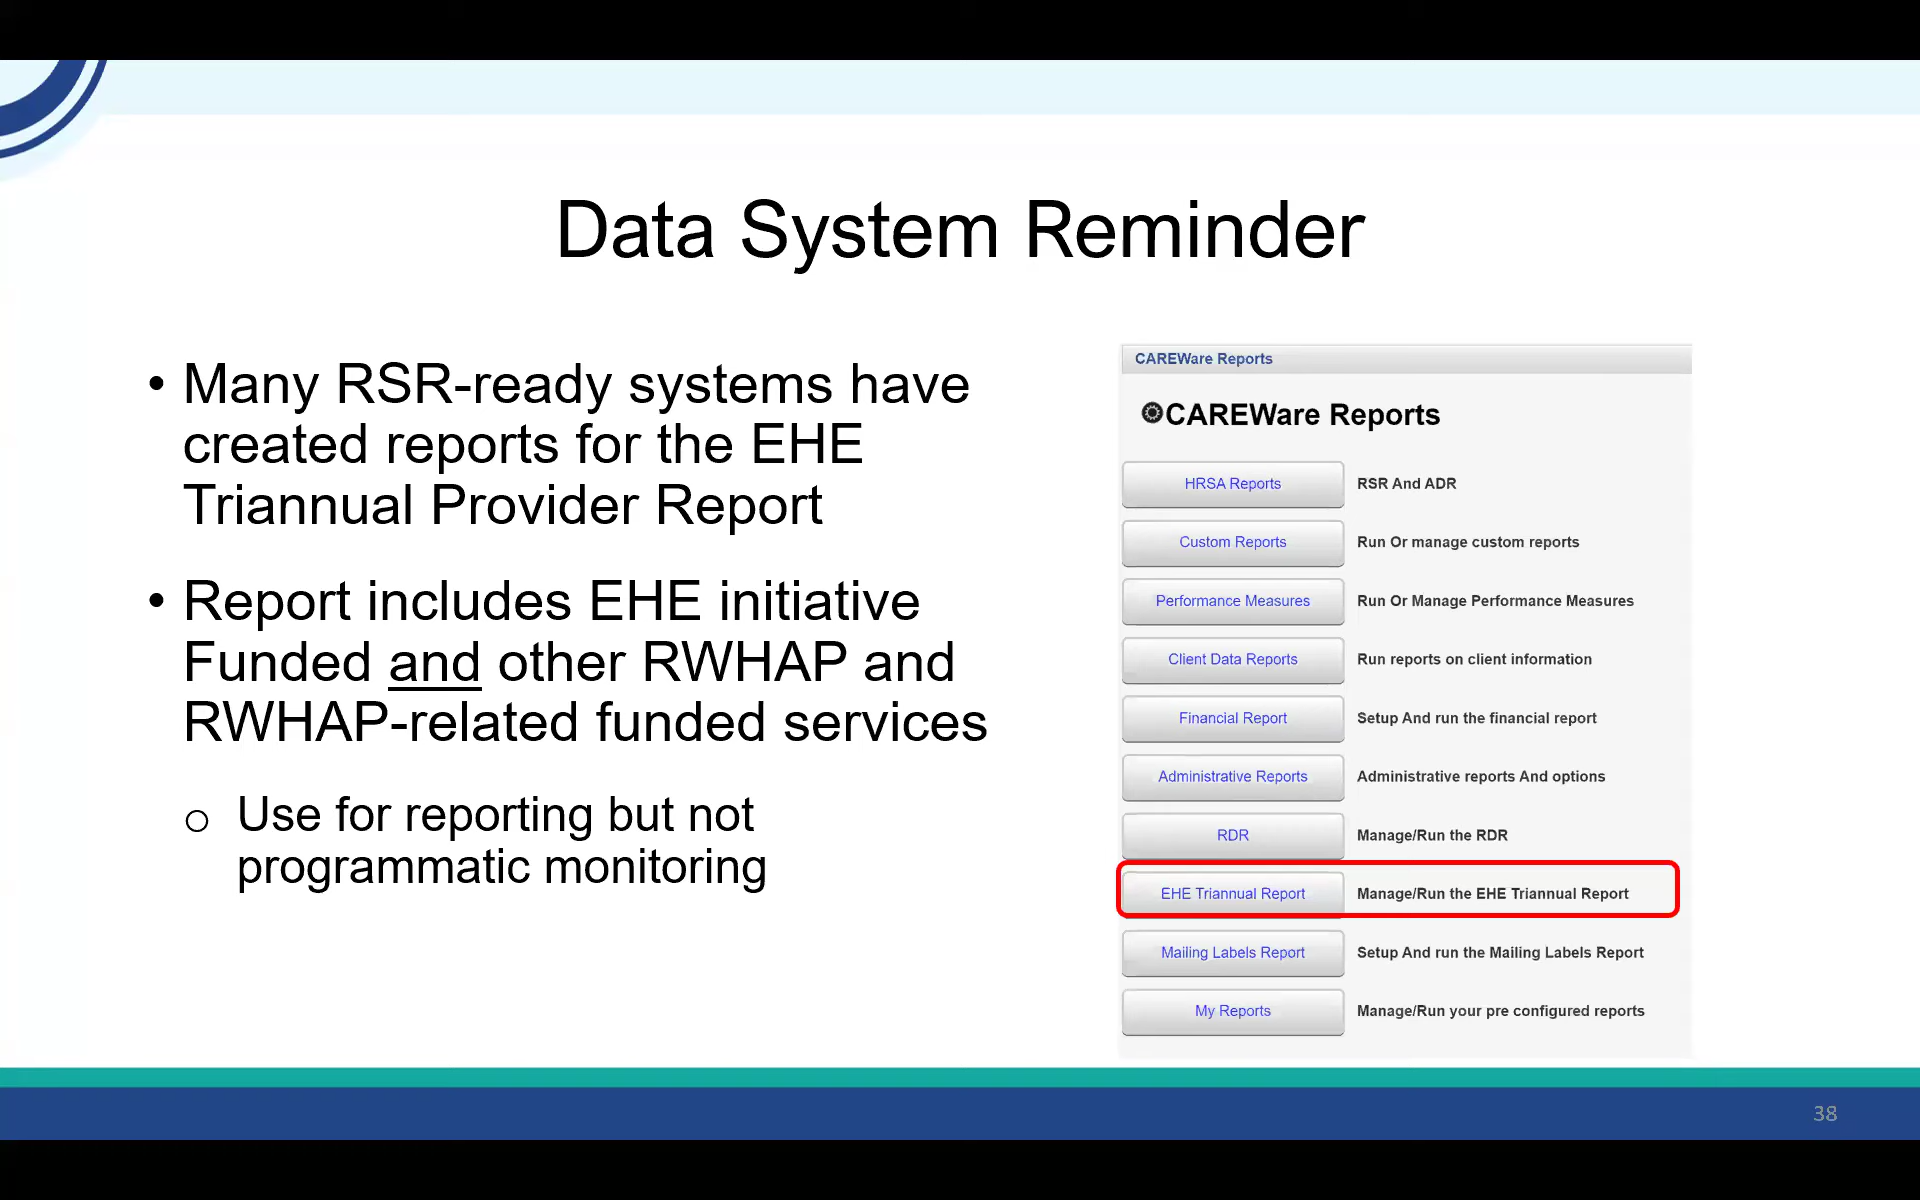 Data System Reminder
• Many RSR-ready systems have
created reports for the EHE
Triannual Provider Report
• Report includes EHE initiative
Funded and other RWHAP and
RWHAP-related funded services
o Use for reporting but not
programmatic monitoring
CAREWare Reports
CAREWare Reports
HRSA Reports RSR And ADR
Custom Reports Run Or manage custom reports
Performance Measures Run Or Manage Performance Measures
Client Data Reports Run reports on client information
Financial Report Setup And run the financial report
Administrative Reports Administrative reports And options
RDR Manage/Run the RDR
EHE Triannual Report Manage/Run the EHE Triannual Report
Mailing Labels Report Setup And run the Mailing Labels Report
My Reports Manage/Run your pre configured reports
38